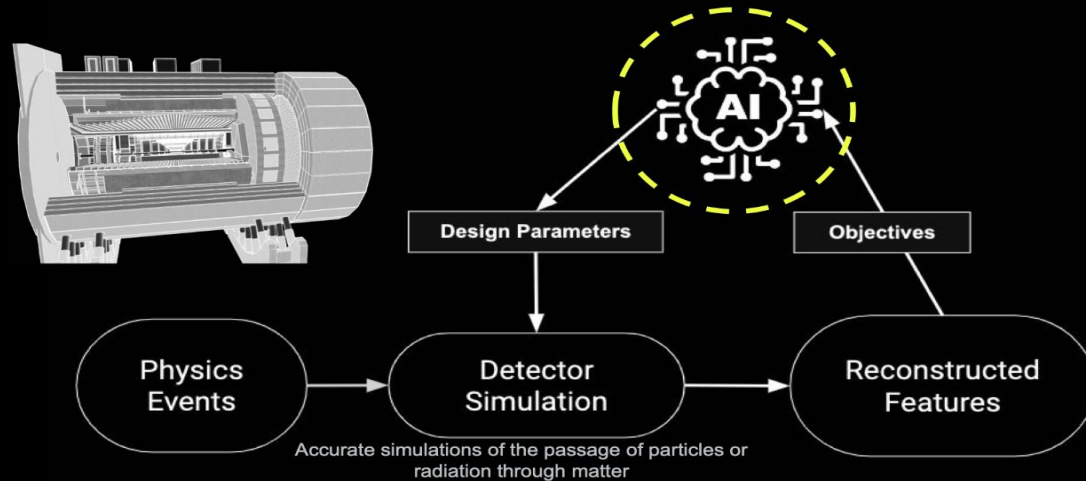 AI
Design Parameters
Objectives
Physics
Events
Detector
Simulation
Reconstructed
Features
Accurate simulations of the passage of particles or
radiation through matter